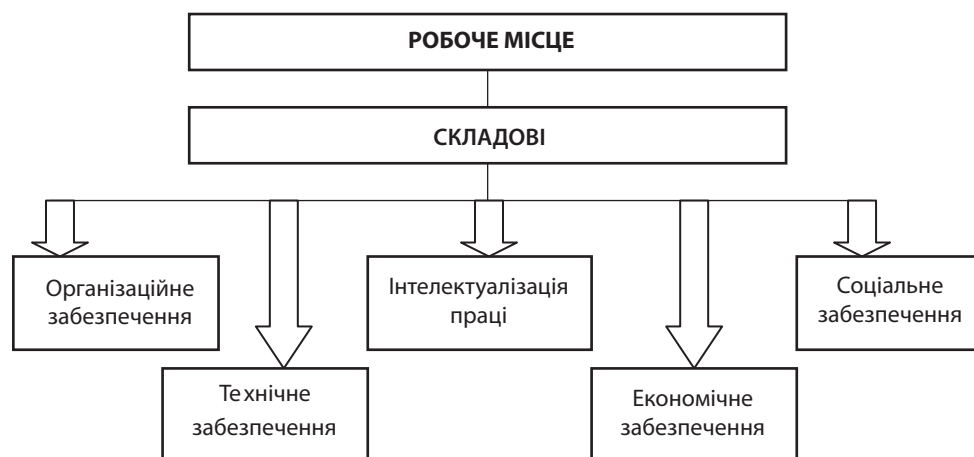 РОБОЧЕ МІСЦЕ
СКЛАДОВІ
Організаційне
забезпечення
Технічне
забезпечення
Інтелектуалізація
праці
Економічне
забезпечення
Соціальне
забезпечення